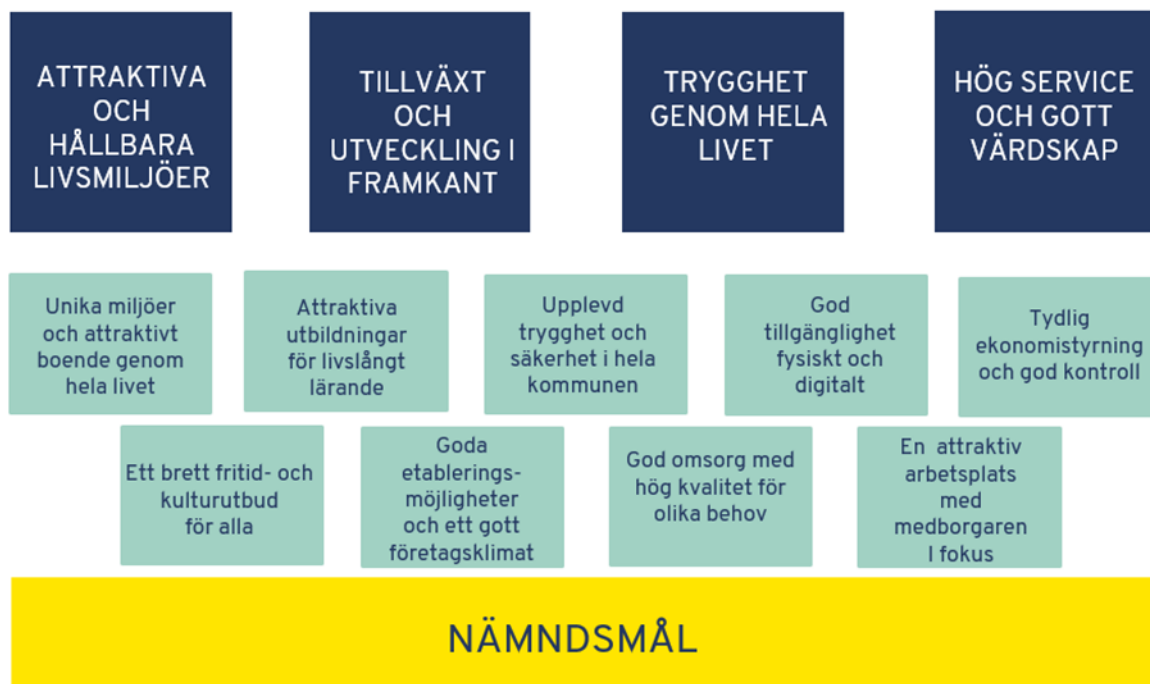 ATTRAKTIVA
OCH
HÅLLBARA
LIVSMILJÖER
TILLVÄXT
OCH
UTVECKLING I
FRAMKANT
TRYGGHET
GENOM HELA
LIVET
HÖG SERVICE
OCH GOTT
VÄRDSKAP
Unika miljöer
och attraktivt
boende genom
hela livet
Attraktiva
utbildningar
för livslångt
lärande
Upplevd
trygghet och
säkerhet i hela
kommunen
God
tillgänglighet
fysiskt och
digitalt
Tydlig
ekonomistyrning
och god kontroll
Ett brett fritid- och
kulturutbud
för alla
Goda
etablerings-
möjligheter
och ett gott
företagsklimat
God omsorg med
hög kvalitet för
olika behov
En attraktiv
arbetsplats
med
medborgaren
I fokus
NÄMNDSMÅL